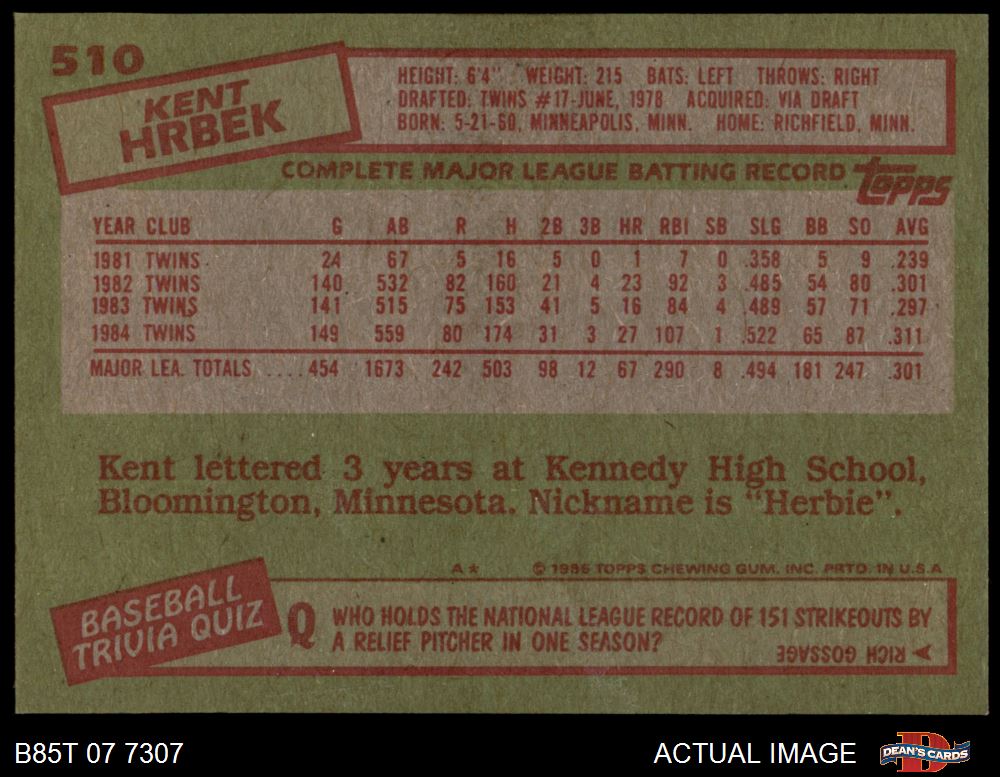 510
KENT
HRBEK
HEIGHT: 6'4" WEIGHT: 215 BATS: LEFT THROWS: RIGHT
DRAFTED: TWINS #17-JUNE, 1978 ACQUIRED: VIA DRAFT
BORN: 5-21-60, MINNEAPOLIS, MINN. HOME: RICHFIELD, MINN.
COMPLETE MAJOR LEAGUE BATTING RECORD topps
YEAR CLUB G AB R H 2B 3B HR RBI SB SLG BB SO AVG
1981 TWINS 24 67 5 16 5 0 1 7 0 .358 5 9 .239
1982 TWINS 140 532 82 160 21 4 23 92 3 .485 54 80 .301
1983 TWINS 141 515 75 153 41 5 16 84 4 .489 57 71 .297
1984 TWINS 149 559 80 174 31 3 27 107 1 .522 65 87 .311
MAJOR LEA. TOTALS ....454 1673 242 503 98 12 67 290 8 .494 181 247 .301
Kent lettered 3 years at Kennedy High School,
Bloomington, Minnesota. Nickname is "Herbie".
A* © 1985 TOPPS CHEWING GUM, INC. PRTD. IN U.S.A
BASEBALL
TRIVIA QUIZ
Q WHO HOLDS THE NATIONAL LEAGUE RECORD OF 151 STRIKEOUTS BY
A RELIEF PITCHER IN ONE SEASON?
A RICH GOSSAGE
B85T 07 7307
ACTUAL IMAGE
D
DEAN'S CARDS